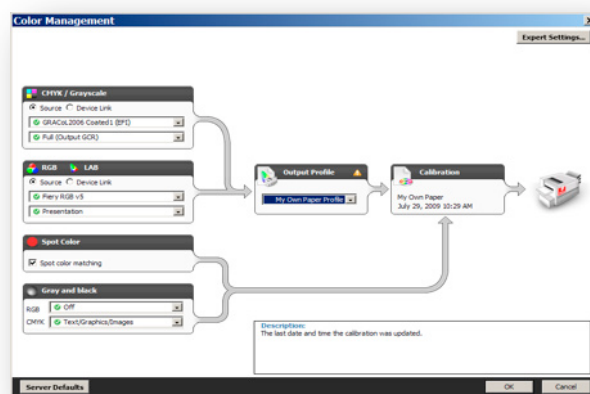 Color Management
Expert Settings...
CMYK / Grayscale
Source Device Link
GRACoL2006 Coated1 (EFI)
Full (Output GCR)
RGB LAB
Source Device Link
Fiery RGB v5
Presentation
Spot Color
Spot color matching
Gray and black
RGB Off
CMYK Text/Graphics/Images
Output Profile
My Own Paper Profile
Calibration
My Own Paper
July 29, 2009 10:29 AM
Description:
The last date and time the calibration was updated.
Server Defaults
OK
Cancel